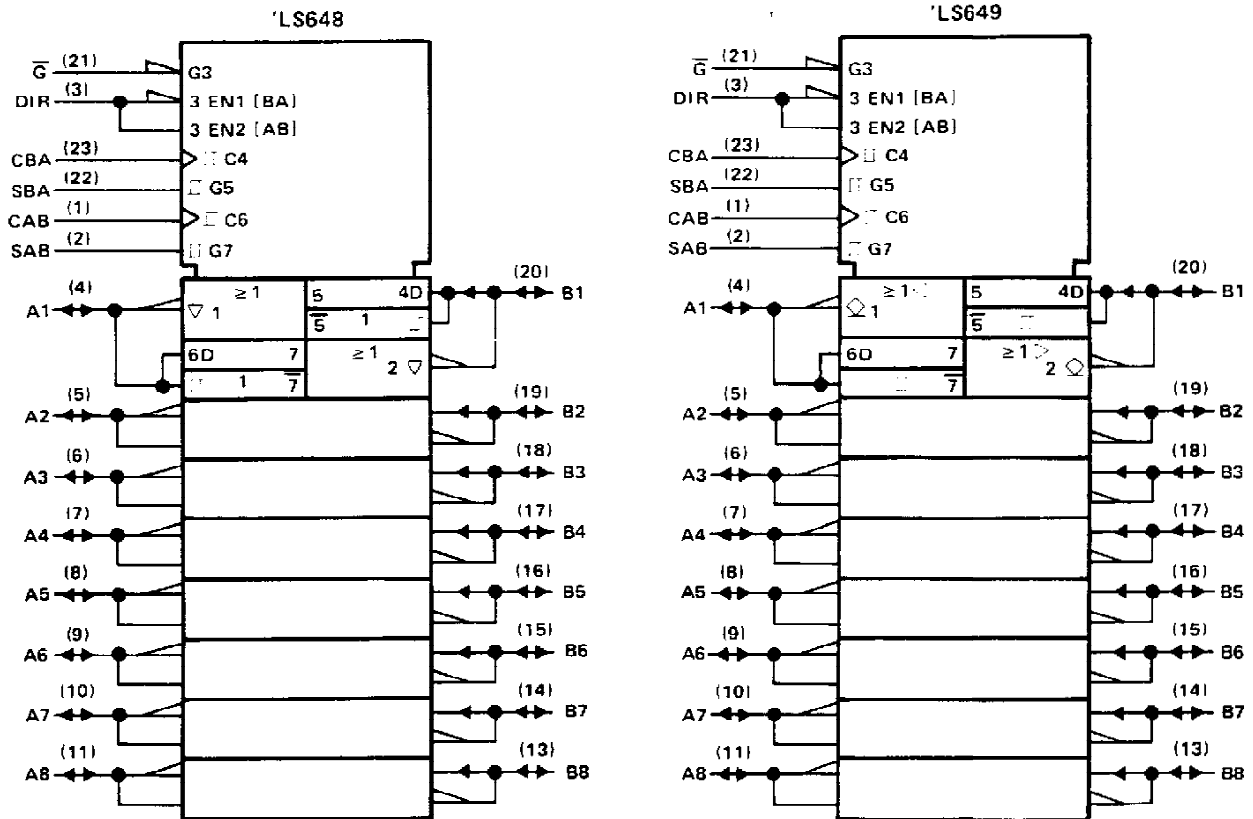 'LS648
G̅ (21) G3
DIR (3) 3 EN1 [BA]
3 EN2 [AB]
CBA (23) C4
SBA (22) G5
CAB (1) C6
SAB (2) G7
A1 (4) ≥1 5 4D (20) B1
▽ 1 5̅ 1
6D 7 ≥1
2 ▽
1 7̅
A2 (5) (19) B2
A3 (6) (18) B3
A4 (7) (17) B4
A5 (8) (16) B5
A6 (9) (15) B6
A7 (10) (14) B7
A8 (11) (13) B8
'LS649
G̅ (21) G3
DIR (3) 3 EN1 [BA]
3 EN2 [AB]
CBA (23) C4
SBA (22) G5
CAB (1) C6
SAB (2) G7
A1 (4) ≥1 5 4D (20) B1
1 5̅
6D 7 ≥1
2
7̅
A2 (5) (19) B2
A3 (6) (18) B3
A4 (7) (17) B4
A5 (8) (16) B5
A6 (9) (15) B6
A7 (10) (14) B7
A8 (11) (13) B8